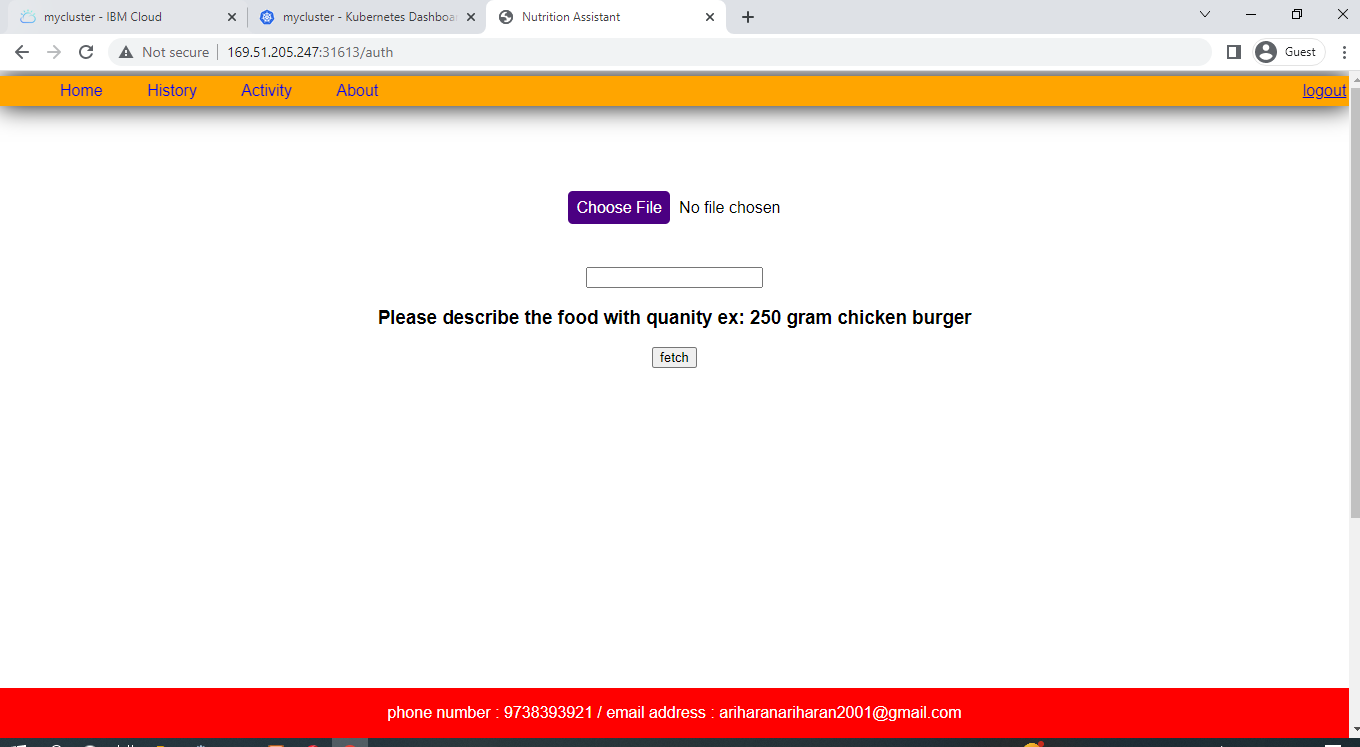 mycluster - IBM Cloud
mycluster - Kubernetes Dashboa
Nutrition Assistant
Not secure
169.51.205.247:31613/auth
Guest
Home History Activity About logout
Choose File No file chosen
Please describe the food with quanity ex: 250 gram chicken burger
fetch
phone number : 9738393921 / email address : ariharanariharan2001@gmail.com